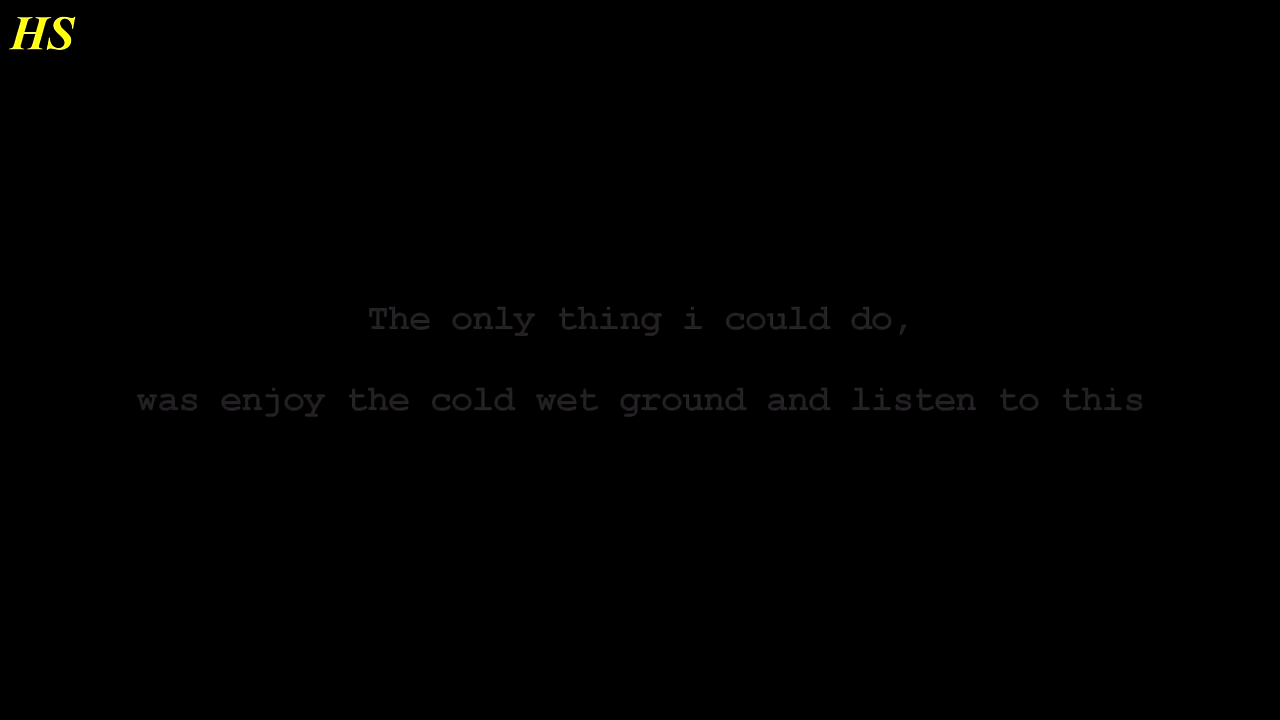 HS
The only thing i could do,
was enjoy the cold wet ground and listen to this